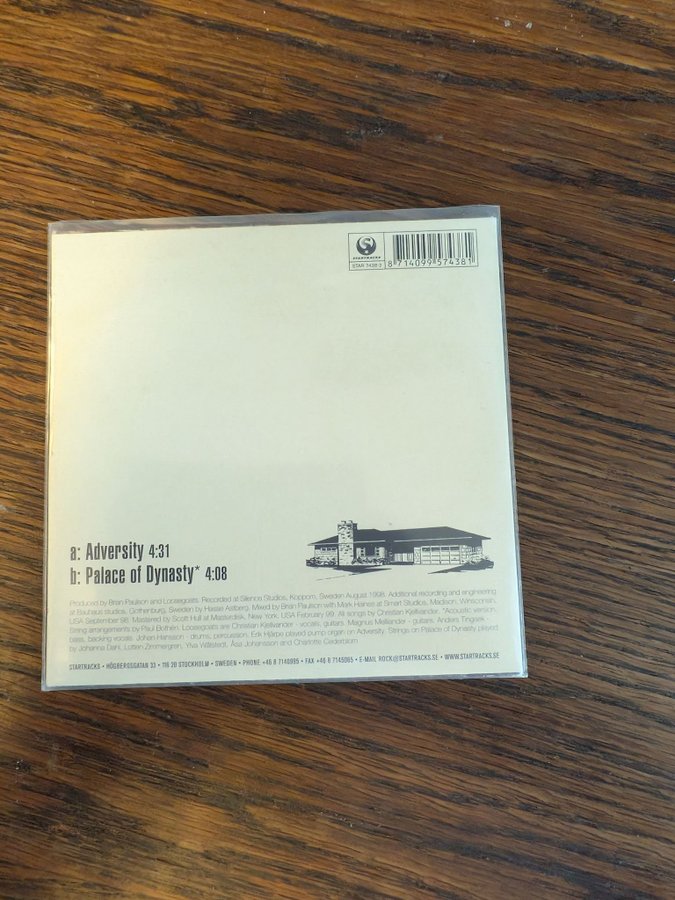 STARTRACKS
STAR 7438-2
8 714099 574381
a: Adversity 4:31
b: Palace of Dynasty* 4:08
Produced by Brian Paulson and Loosegoats. Recorded at Silence Studios, Koppom, Sweden August 1998. Additional recording and engineering
at Bauhaus studios, Gothenburg, Sweden by Hasse Åstberg. Mixed by Brian Paulson with Mark Haines at Smart Studios, Madison, Winsconsin,
USA September 98. Mastered by Scott Hull at Masterdisk, New York, USA February 99. All songs by Christian Kjellvander. *Acoustic version,
string arrangements by Paul Bothén. Loosegoats are Christian Kjellvander - vocals, guitars. Magnus Melliander - guitars. Anders Tingsek -
bass, backing vocals. Johan Hansson - drums, percussion. Erik Hjärpe played pump organ on Adversity. Strings on Palace of Dynasty played
by Johanna Dahl, Lotten Zimmergren, Ylva Willstedt, Åsa Johansson and Charlotte Cederblom
STARTRACKS • HÖGBERGSGATAN 33 • 116 20 STOCKHOLM • SWEDEN • PHONE +46 8 7140995 • FAX +46 8 7145065 • E-MAIL ROCK@STARTRACKS.SE • WWW.STARTRACKS.SE